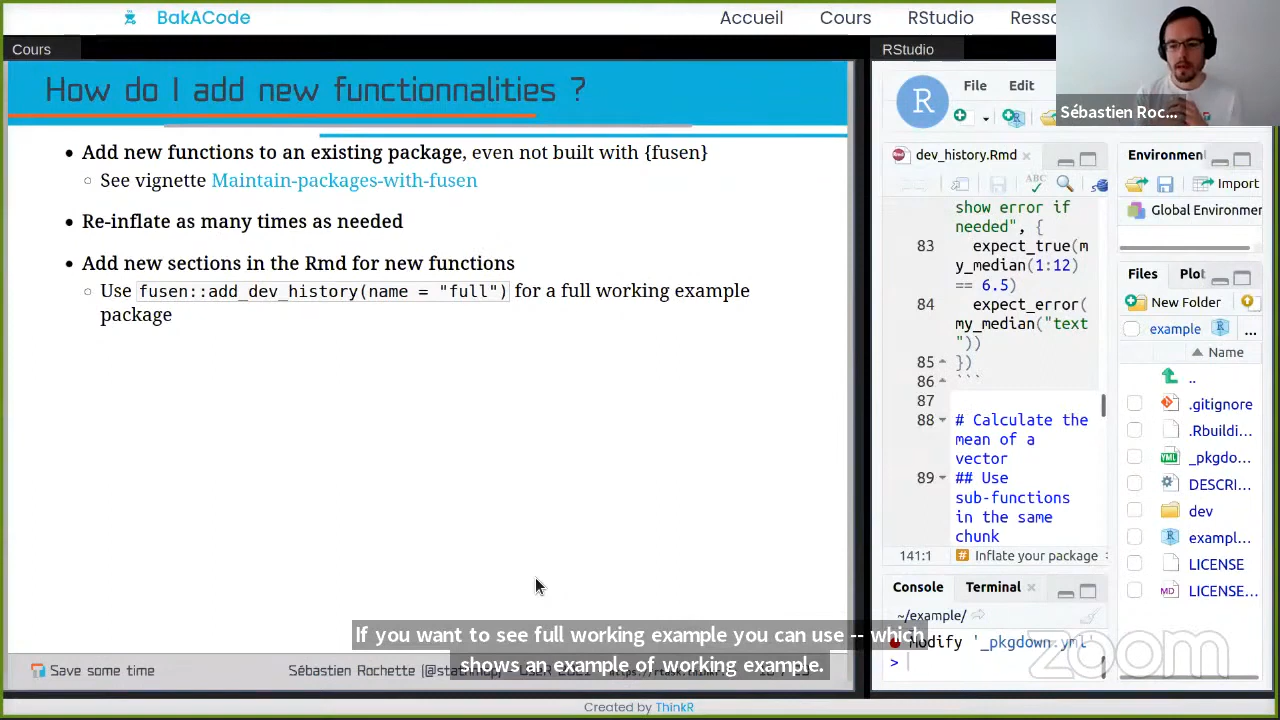 BakACode
Accueil
Cours
RStudio
Cours
RStudio
How do I add new functionnalities ?
Add new functions to an existing package, even not built with {fusen}
See vignette Maintain-packages-with-fusen
Re-inflate as many times as needed
Add new sections in the Rmd for new functions
Use fusen::add_dev_history(name = "full") for a full working example
package
Save some time
Sébastien Rochette
Created by ThinkR
R
File
Edit
Sébastien Roc...
dev_history.Rmd
ABC
show error if
needed", {
83 expect_true(m
y_median(1:12)
== 6.5)
84 expect_error(
my_median("text
"))
85 })
86 ```
87
88 # Calculate the
mean of a
vector
89 ## Use
sub-functions
in the same
chunk
141:1 # Inflate your package
Console
Terminal
~/example/
Modify '_pkgdown.yml'
>
Environmen
Import
Global Environmer
Files
Plot
New Folder
example
...
Name
..
.gitignore
.Rbuildi...
_pkgdo...
DESCRI...
dev
exampl...
LICENSE
LICENSE...
If you want to see full working example you can use -- which
shows an example of working example.
zoom